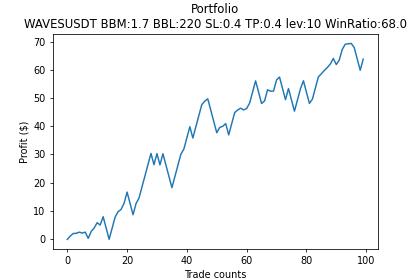 Portfolio
WAVESUSDT BBM:1.7 BBL:220 SL:0.4 TP:0.4 lev:10 WinRatio:68.0
Profit ($)
70
60
50
40
30
20
10
0
0 20 40 60 80 100
Trade counts